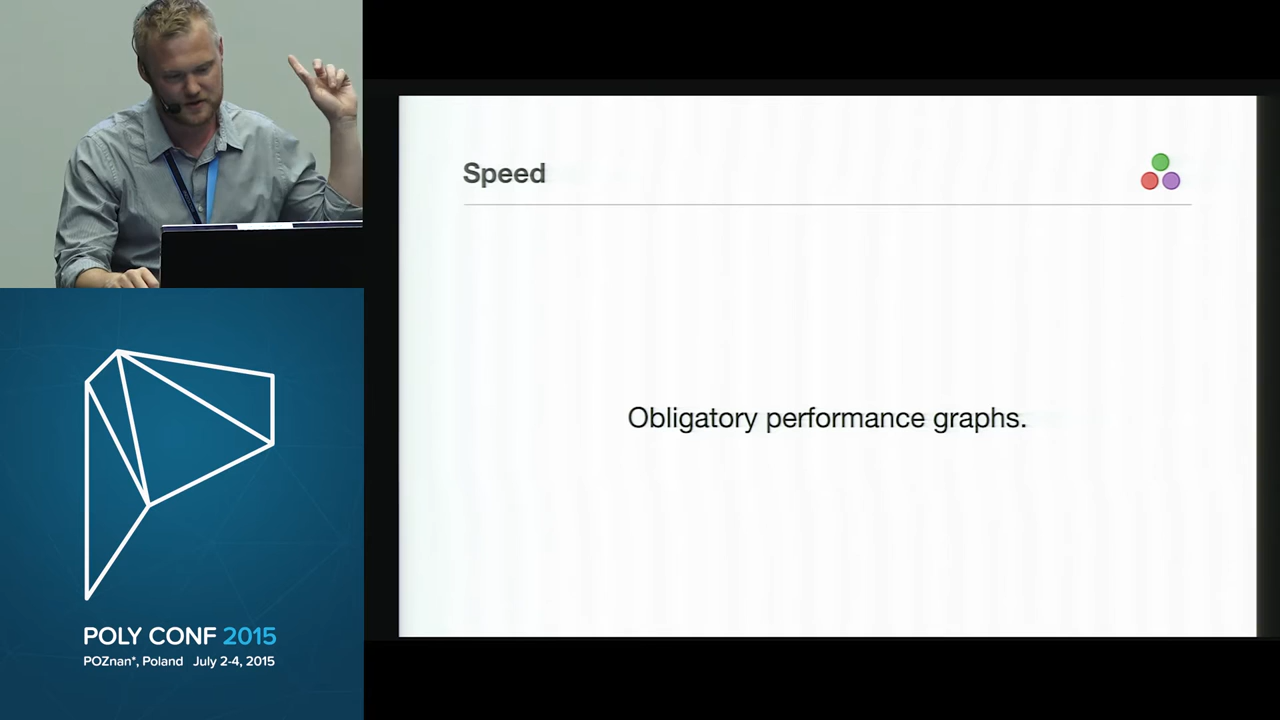 Speed
Obligatory performance graphs.
POLY CONF 2015
POZnan*, Poland July 2-4, 2015